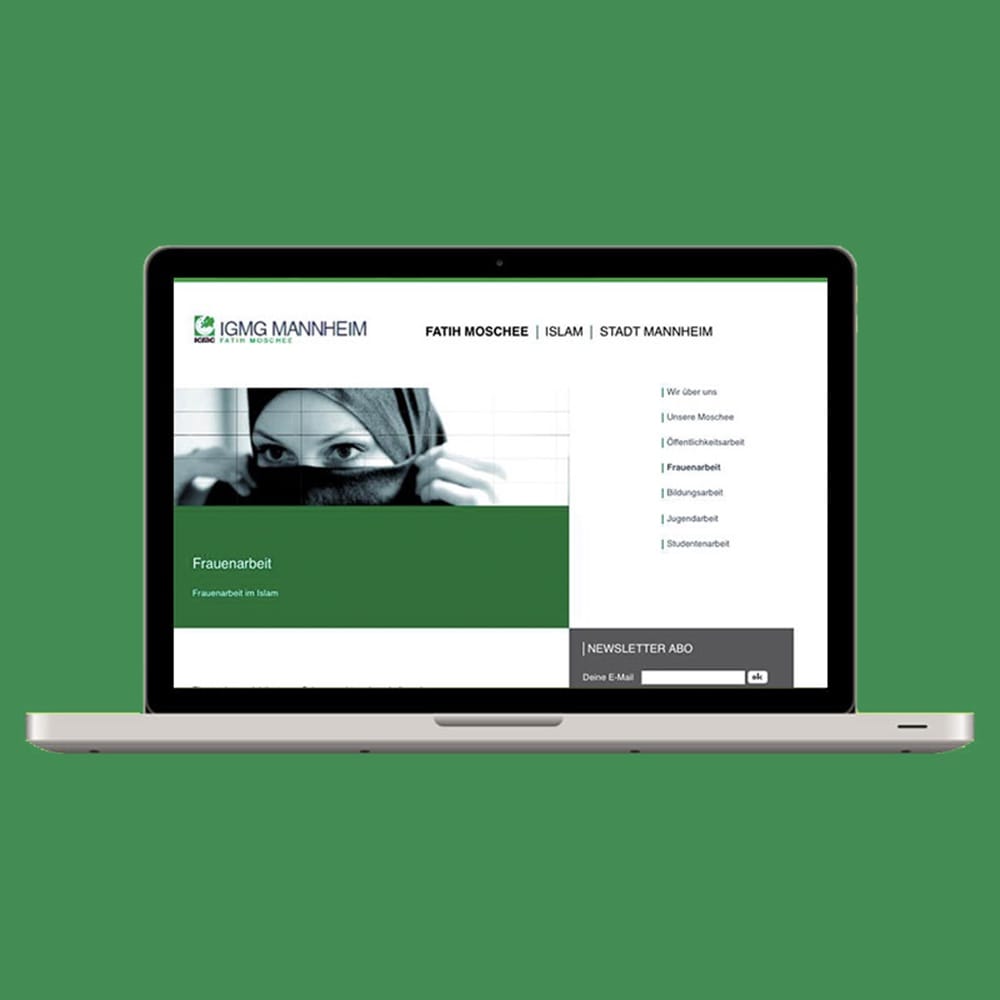 IGMG MANNHEIM
IGMG FATIH MOSCHEE
FATIH MOSCHEE | ISLAM | STADT MANNHEIM
Wir über uns
Unsere Moschee
Öffentlichkeitsarbeit
Frauenarbeit
Bildungsarbeit
Jugendarbeit
Studentenarbeit
Frauenarbeit
Frauenarbeit im Islam
NEWSLETTER ABO
Deine E-Mail ok